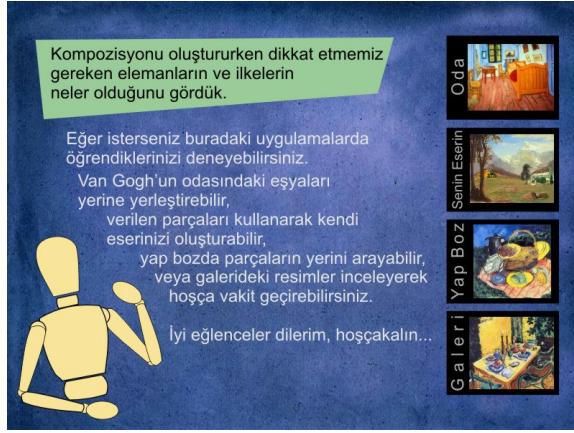 Kompozisyonu oluştururken dikkat etmemiz
gereken elemanların ve ilkelerin
neler olduğunu gördük.
Eğer isterseniz buradaki uygulamalarda
öğrendiklerinizi deneyebilirsiniz.
Van Gogh'un odasındaki eşyaları
yerine yerleştirebilir,
verilen parçaları kullanarak kendi
eserinizi oluşturabilir,
yap bozda parçaların yerini arayabilir,
veya galerideki resimler inceleyerek
hoşça vakit geçirebilirsiniz.
İyi eğlenceler dilerim, hoşçakalın...
Oda
Senin Eserin
Yap Boz
Galeri